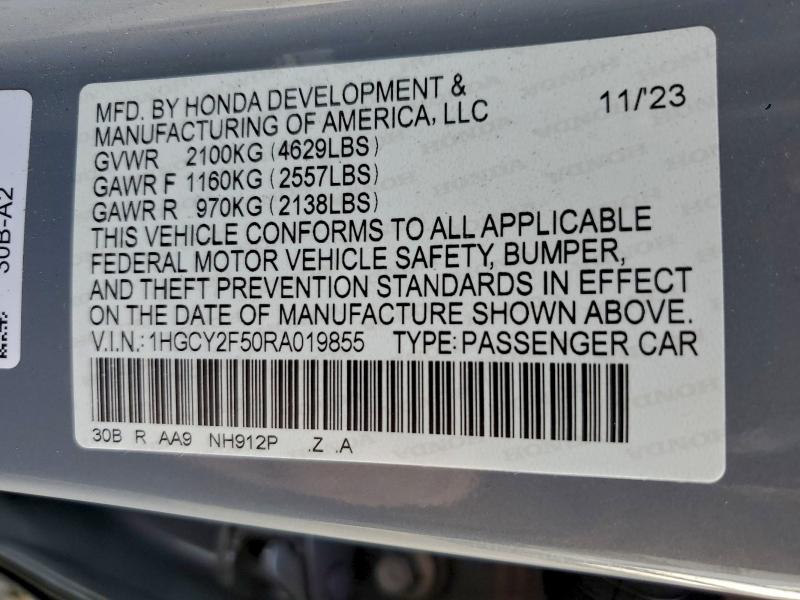 MFD. BY HONDA DEVELOPMENT &
MANUFACTURING OF AMERICA, LLC 11/'23
GVWR 2100KG (4629LBS)
GAWR F 1160KG (2557LBS)
GAWR R 970KG (2138LBS)
THIS VEHICLE CONFORMS TO ALL APPLICABLE
FEDERAL MOTOR VEHICLE SAFETY, BUMPER,
AND THEFT PREVENTION STANDARDS IN EFFECT
ON THE DATE OF MANUFACTURE SHOWN ABOVE.
V.I.N.: 1HGCY2F50RA019855 TYPE: PASSENGER CAR
30B R AA9 NH912P .Z .A
30B-A2